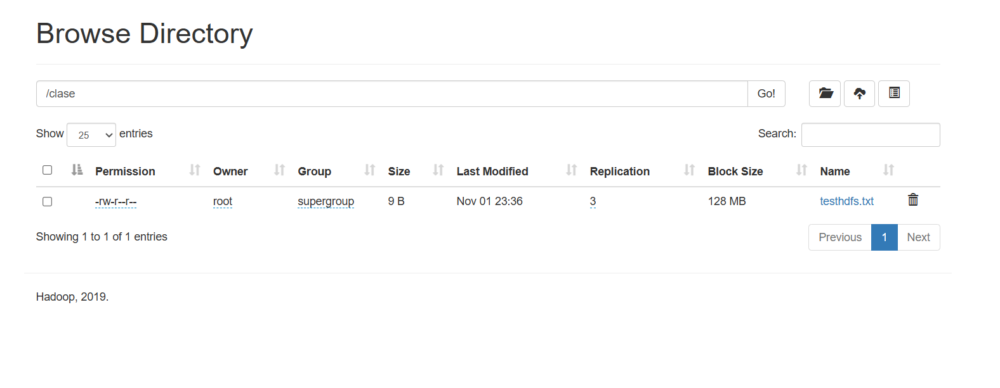 Browse Directory
/clase Go!
Show 25 entries Search:
Permission Owner Group Size Last Modified Replication Block Size Name
-rw-r--r-- root supergroup 9 B Nov 01 23:36 3 128 MB testhdfs.txt
Showing 1 to 1 of 1 entries Previous 1 Next
Hadoop, 2019.